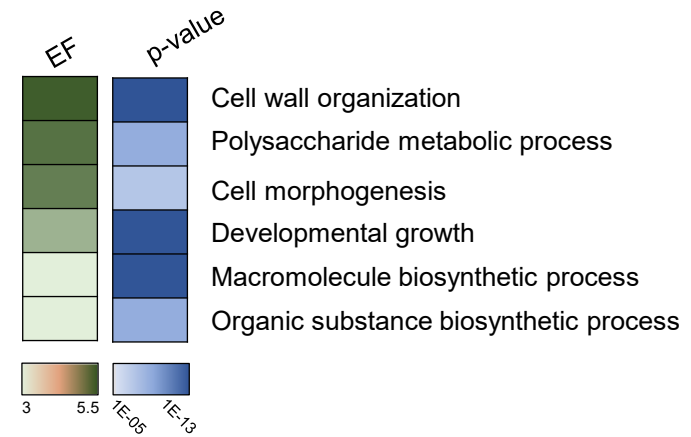 EF
p-value
Cell wall organization
Polysaccharide metabolic process
Cell morphogenesis
Developmental growth
Macromolecule biosynthetic process
Organic substance biosynthetic process
3
5.5
1E-05
1E-13